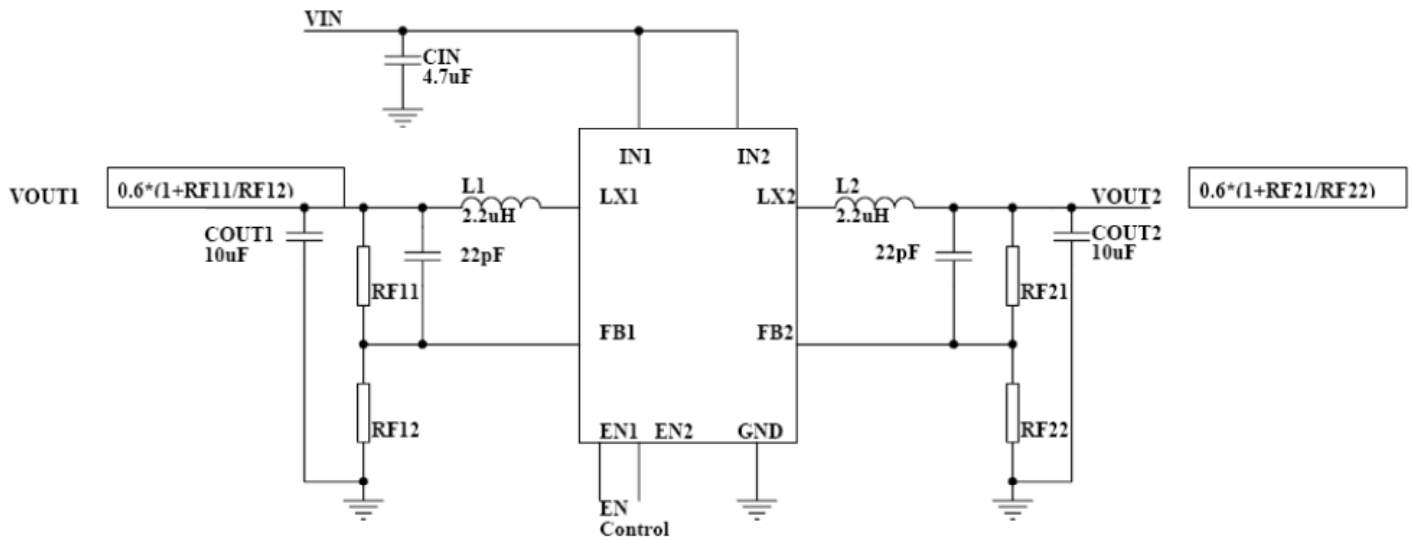 VIN
CIN
4.7uF
IN1 IN2
VOUT1 0.6*(1+RF11/RF12) L1 LX1 LX2 L2 VOUT2 0.6*(1+RF21/RF22)
2.2uH 2.2uH
COUT1 COUT2
10uF 22pF 22pF 10uF
RF11 RF21
FB1 FB2
RF12 EN1 EN2 GND RF22
EN
Control